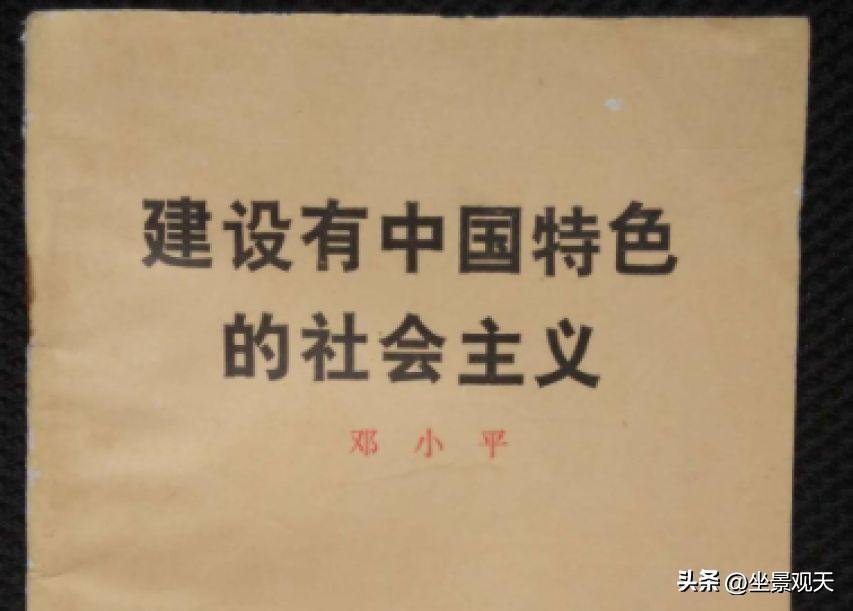 建设有中国特色
的社会主义
邓小平
头条 @坐景观天